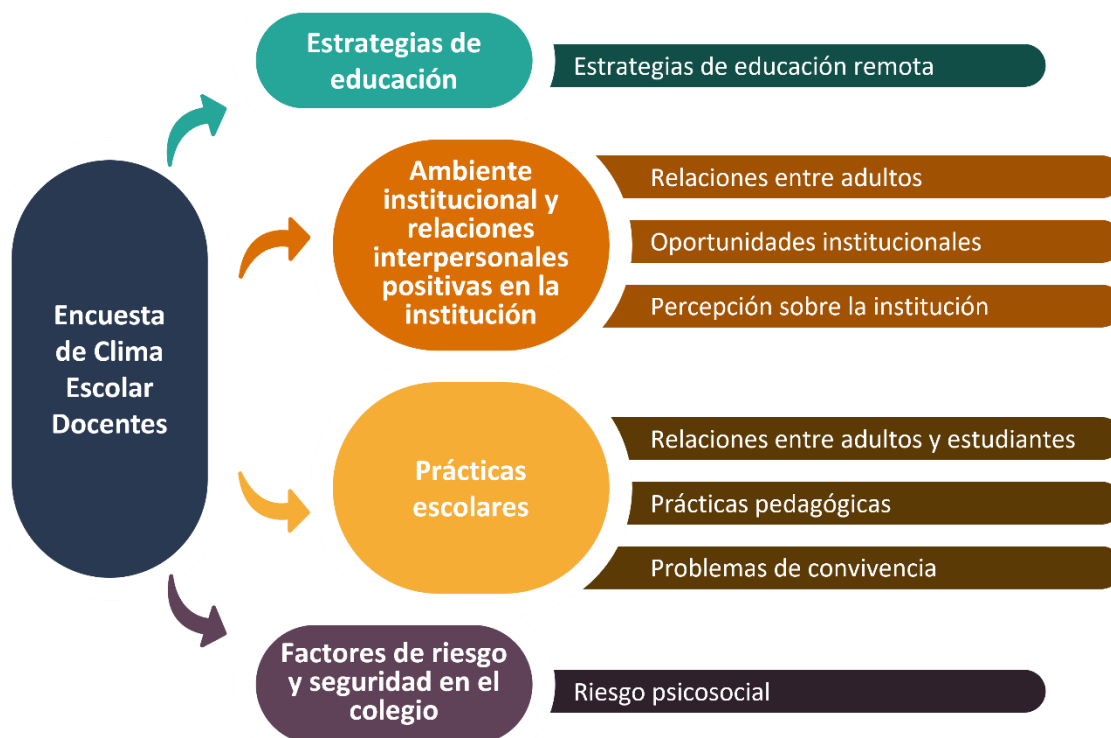 Encuesta
de Clima
Escolar
Docentes
Estrategias de
educación
Estrategias de educación remota
Ambiente
institucional y
relaciones
interpersonales
positivas en la
institución
Relaciones entre adultos
Oportunidades institucionales
Percepción sobre la institución
Prácticas
escolares
Relaciones entre adultos y estudiantes
Prácticas pedagógicas
Problemas de convivencia
Factores de riesgo
y seguridad en el
colegio
Riesgo psicosocial